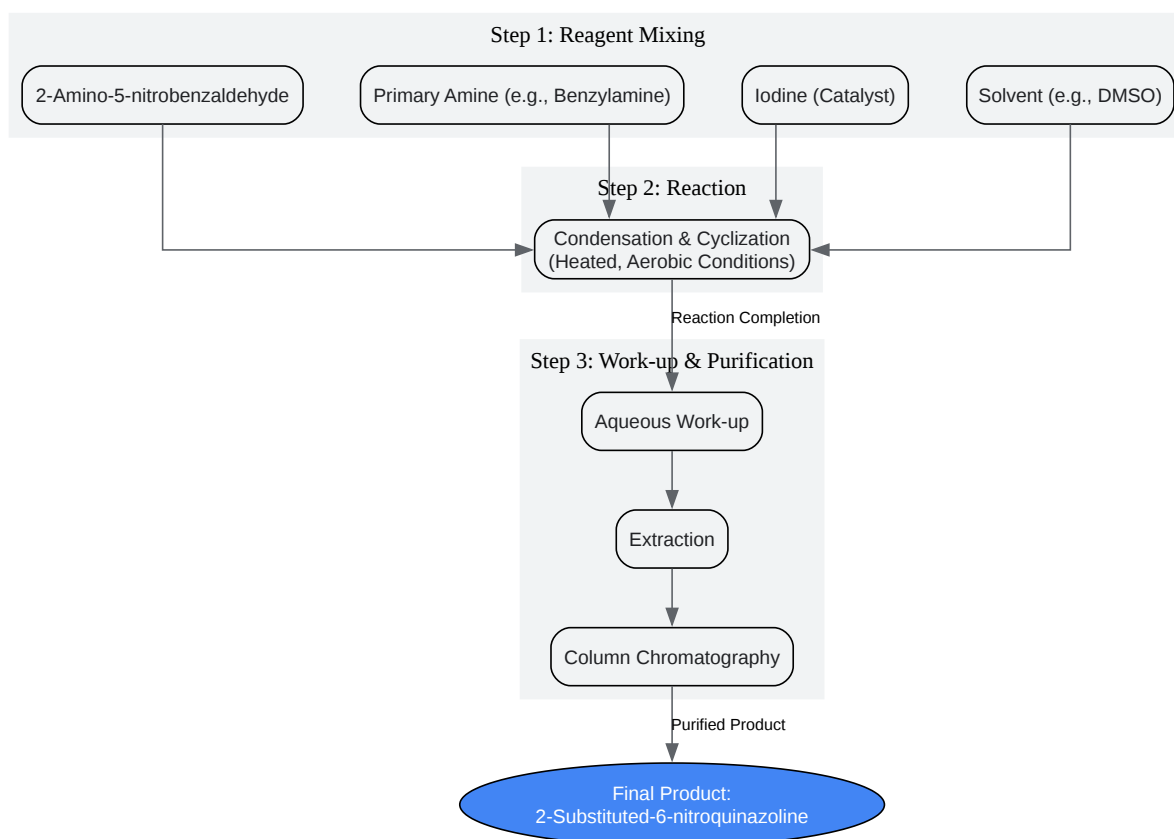 Step 1: Reagent Mixing
2-Amino-5-nitrobenzaldehyde
Primary Amine (e.g., Benzylamine)
Iodine (Catalyst)
Solvent (e.g., DMSO)
Step 2: Reaction
Condensation & Cyclization
(Heated, Aerobic Conditions)
Reaction Completion
Step 3: Work-up & Purification
Aqueous Work-up
Extraction
Column Chromatography
Purified Product
Final Product:
2-Substituted-6-nitroquinazoline